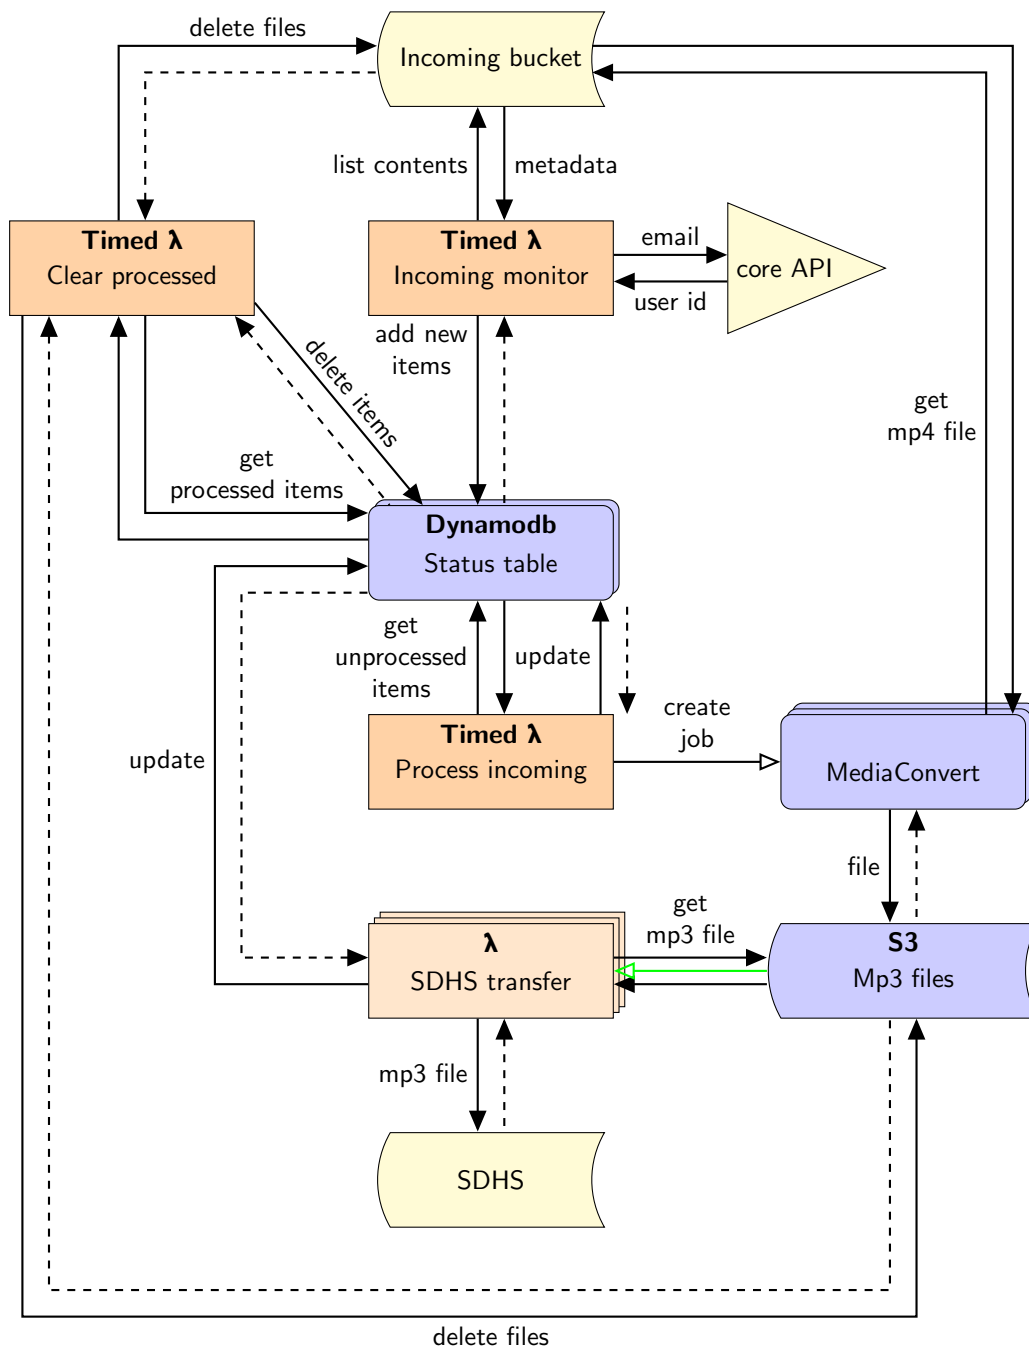 delete files
Incoming bucket
list contents
metadata
Timed λ
Clear processed
Timed λ
Incoming monitor
email
core API
user id
add new
items
delete items
get
mp4 file
get
processed items
Dynamodb
Status table
get
unprocessed
items
update
create
job
Timed λ
Process incoming
update
MediaConvert
file
get
mp3 file
λ
SDHS transfer
S3
Mp3 files
mp3 file
SDHS
delete files